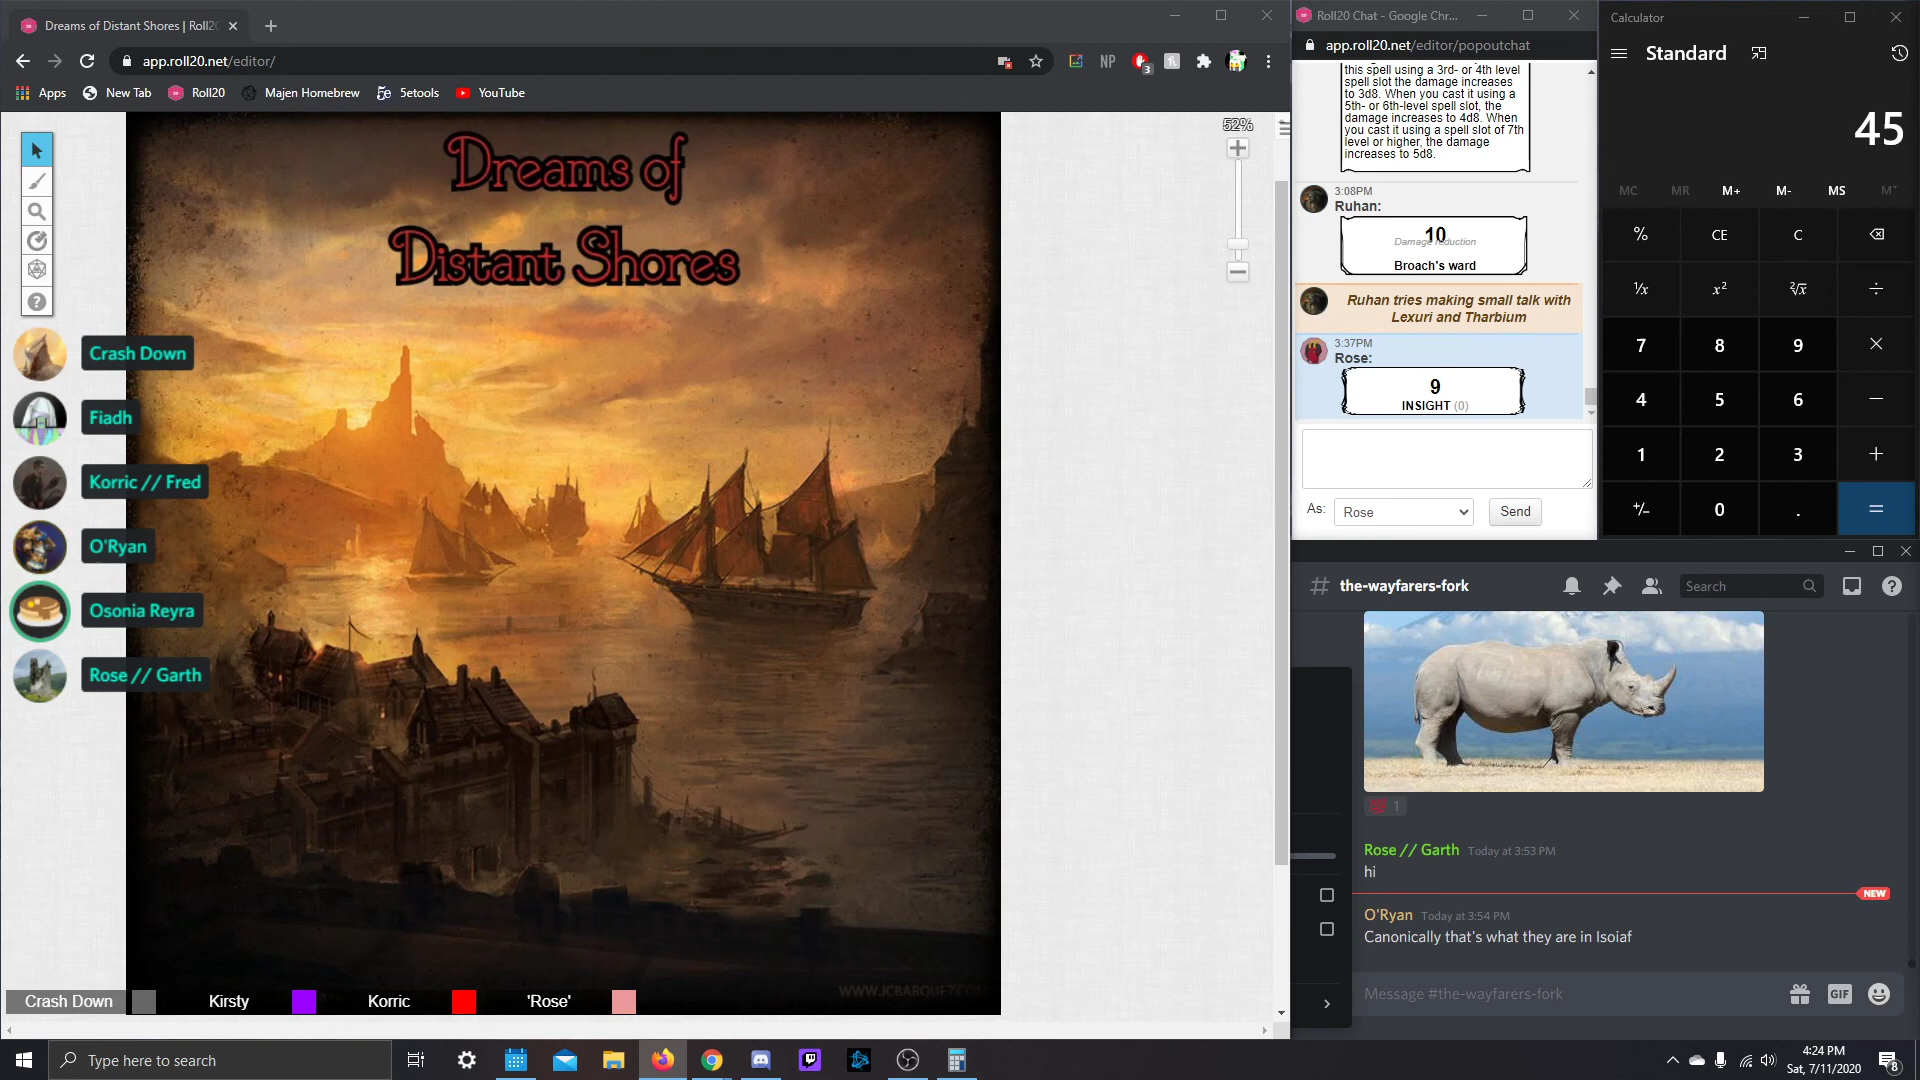 Dreams of Distant Shores | Roll2
app.roll20.net/editor/
NP
3
Apps
New Tab
Roll20
Majen Homebrew
5etools
YouTube
Dreams of
Distant Shores
52%
Crash Down
Fiadh
Korric // Fred
O'Ryan
Osonia Reyra
Rose // Garth
Crash Down
Kirsty
Korric
'Rose'
Roll20 Chat - Google Chr...
app.roll20.net/editor/popoutchat
this spell using a 3rd- or 4th level
spell slot the damage increases
to 3d8. When you cast it using a
5th- or 6th-level spell slot, the
damage increases to 4d8. When
you cast it using a spell slot of 7th
level or higher, the damage
increases to 5d8.
3:08PM
Ruhan:
10
Damage reduction
Broach's ward
Ruhan tries making small talk with
Lexuri and Tharbium
3:37PM
Rose:
9
INSIGHT (0)
As:
Rose
Send
Calculator
Standard
45
MC MR M+ M- MS M˅
% CE C
¹/x x² ²√x ÷
7 8 9 ×
4 5 6 −
1 2 3 +
+/− 0 . =
# the-wayfarers-fork
Search
1
Rose // Garth Today at 3:53 PM
hi
NEW
O'Ryan Today at 3:54 PM
Canonically that's what they are in Isoiaf
Message #the-wayfarers-fork
GIF
Type here to search
4:24 PM
Sat, 7/11/2020
8